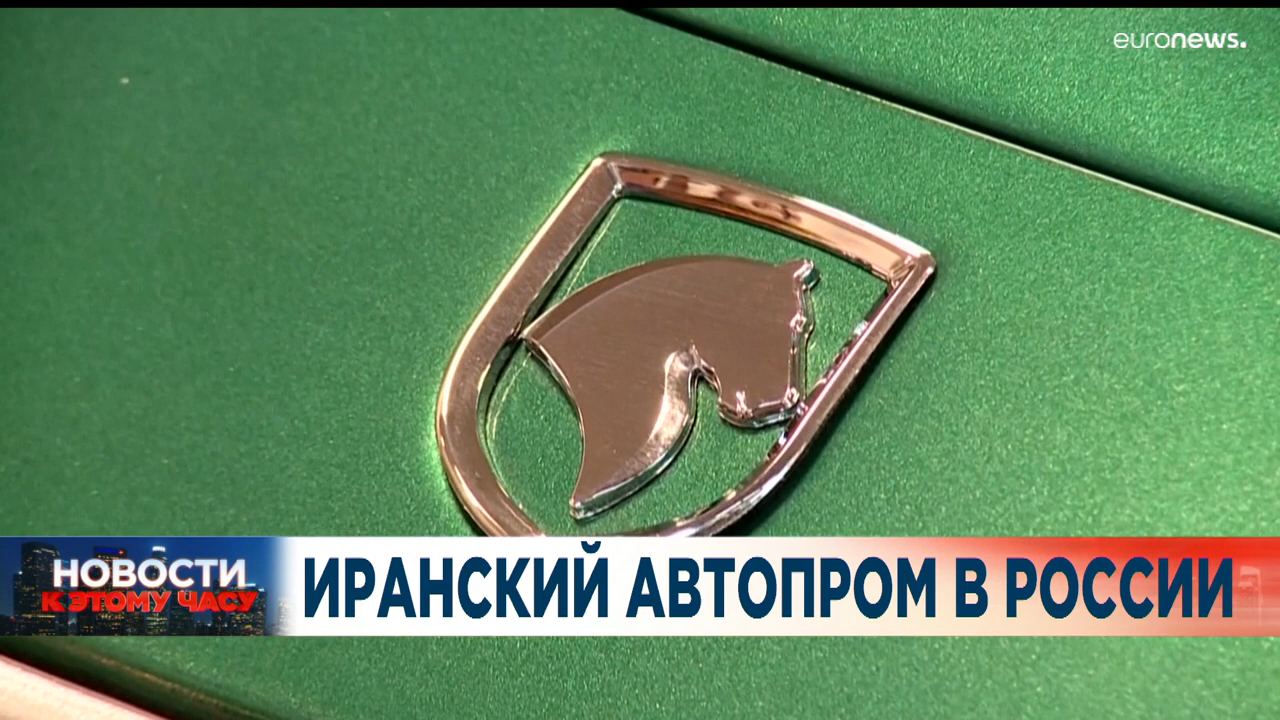 euronews.
НОВОСТИ
К ЭТОМУ ЧАСУ
ИРАНСКИЙ АВТОПРОМ В РОССИИ